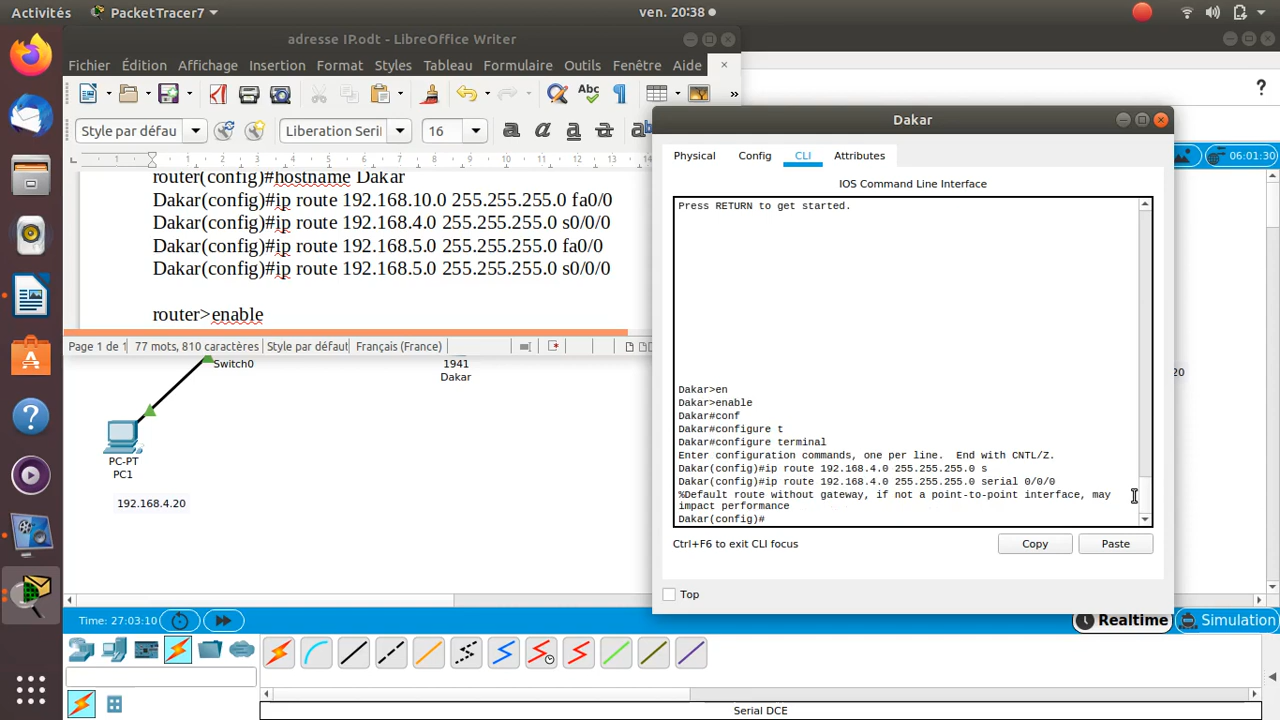 Activités
PacketTracer7
ven. 20:38
adresse IP.odt - LibreOffice Writer
Fichier Édition Affichage Insertion Format Styles Tableau Formulaire Outils Fenêtre Aide
Style par défau
Liberation Seri
16
router(config)#hostname Dakar
Dakar(config)#ip route 192.168.10.0 255.255.255.0 fa0/0
Dakar(config)#ip route 192.168.4.0 255.255.255.0 s0/0/0
Dakar(config)#ip route 192.168.5.0 255.255.255.0 fa0/0
Dakar(config)#ip route 192.168.5.0 255.255.255.0 s0/0/0
router>enable
Page 1 de 1 77 mots, 810 caractères Style par défaut Français (France)
Switch0
1941
Dakar
PC-PT
PC1
192.168.4.20
Dakar
Physical Config CLI Attributes
IOS Command Line Interface
Press RETURN to get started.
Dakar>en
Dakar>enable
Dakar#conf
Dakar#configure t
Dakar#configure terminal
Enter configuration commands, one per line. End with CNTL/Z.
Dakar(config)#ip route 192.168.4.0 255.255.255.0 s
Dakar(config)#ip route 192.168.4.0 255.255.255.0 serial 0/0/0
%Default route without gateway, if not a point-to-point interface, may
impact performance
Dakar(config)#
Ctrl+F6 to exit CLI focus
Copy
Paste
Top
06:01:30
20
Time: 27:03:10
Realtime
Simulation
Serial DCE